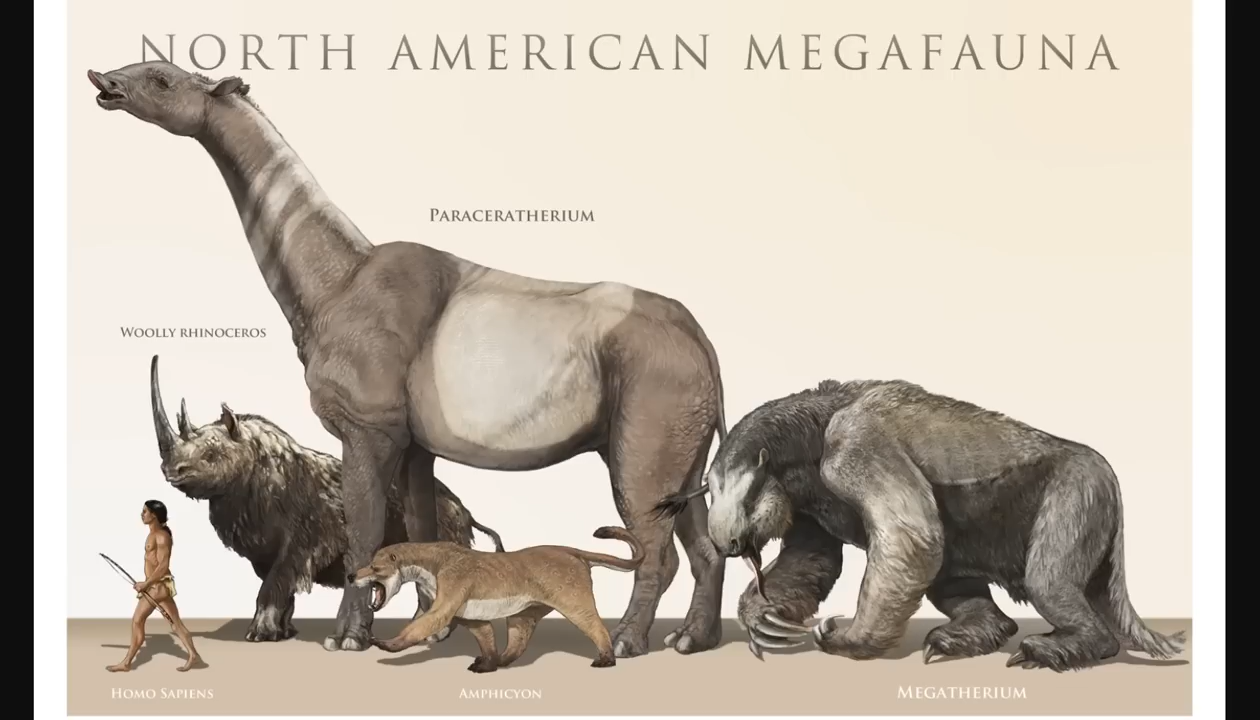 NORTH AMERICAN MEGAFAUNA
PARACERATHERIUM
WOOLLY RHINOCEROS
HOMO SAPIENS
AMPHICYON
MEGATHERIUM